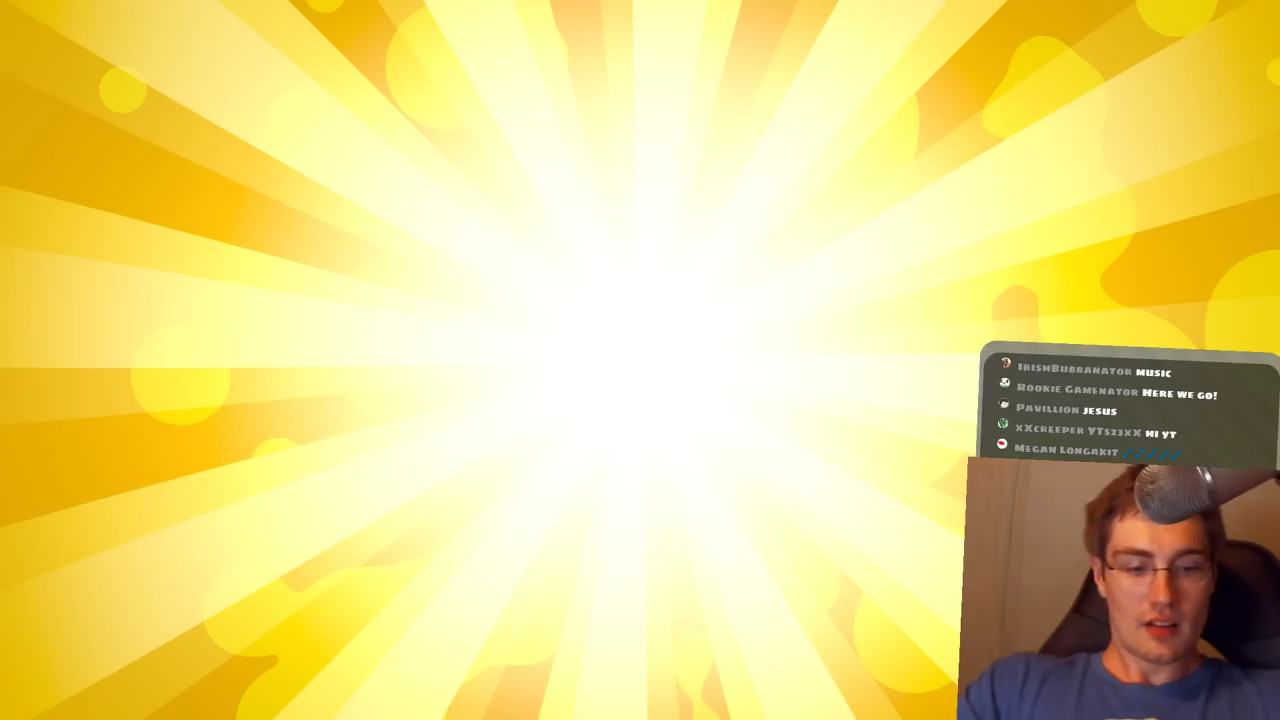 IrishBubbanator music
Rookie Gamenator Here we go!
Pavillion jesus
xXcreeper YTs23xX hi yt
Megan Longakit